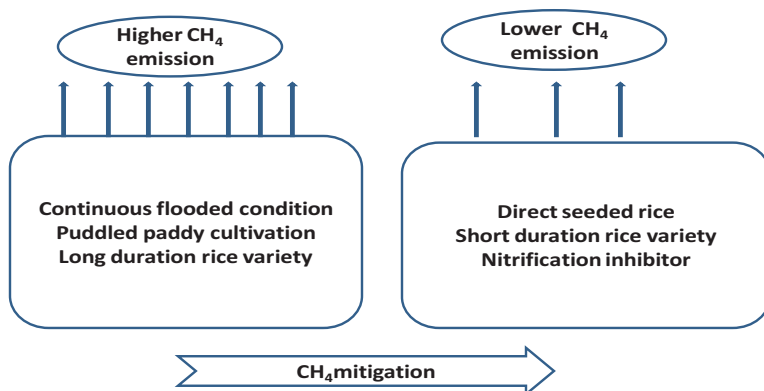 Higher CH₄
emission
Lower CH₄
emission
Continuous flooded condition
Puddled paddy cultivation
Long duration rice variety
Direct seeded rice
Short duration rice variety
Nitrification inhibitor
CH₄mitigation